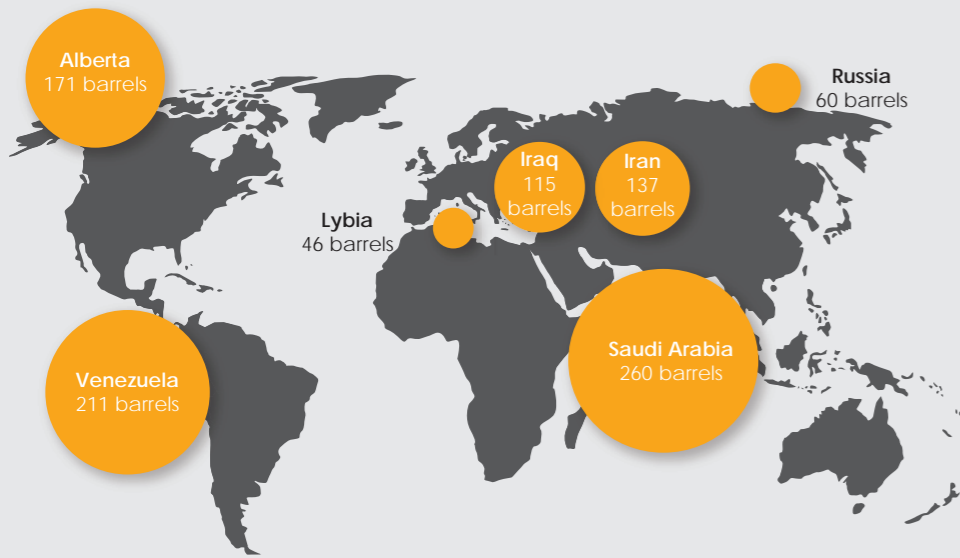 Alberta
171 barrels
Russia
60 barrels
Iraq
115
barrels
Iran
137
barrels
Lybia
46 barrels
Saudi Arabia
260 barrels
Venezuela
211 barrels